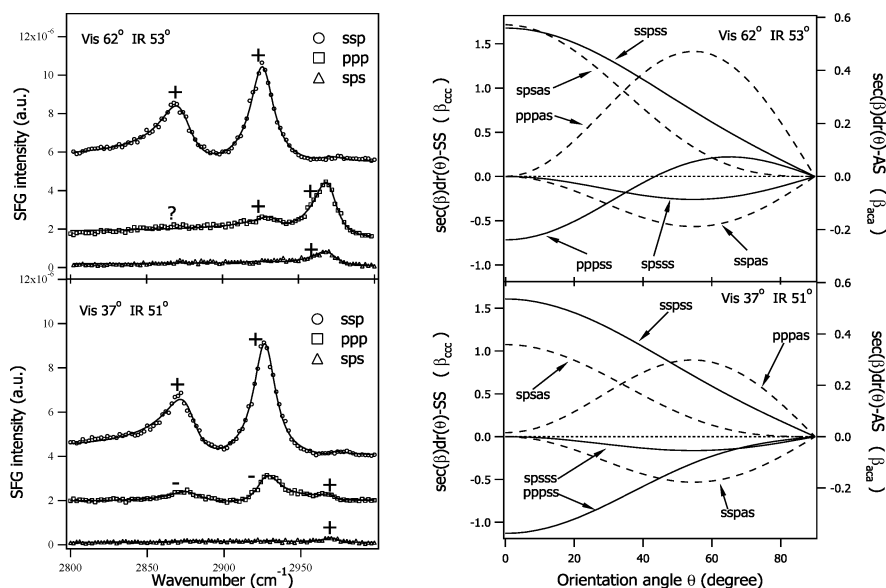 12x10⁻⁶
Vis 62° IR 53°
ssp
ppp
sps
10
8
6
4
2
0
SFG intensity (a.u.)
+
+
?
+
+
+
12x10⁻⁶
Vis 37° IR 51°
ssp
ppp
sps
10
8
6
4
2
0
SFG intensity (a.u.)
+
+
-
-
+
+
2800
2850
2900
2950
Wavenumber (cm⁻¹)
Vis 62° IR 53°
sspss
spsas
pppas
pppss
spsss
sspas
1.5
1.0
0.5
0.0
-0.5
-1.0
sec(β)dr(θ)-SS ( β_ccc)
0.6
0.4
0.2
0.0
-0.2
sec(β)dr(θ)-AS ( β_aca)
Vis 37° IR 51°
sspss
pppas
spsas
spsss
pppss
sspas
1.5
1.0
0.5
0.0
-0.5
-1.0
sec(β)dr(θ)-SS ( β_ccc)
0.6
0.4
0.2
0.0
-0.2
sec(β)dr(θ)-AS ( β_aca)
0
20
40
60
80
Orientation angle θ (degree)